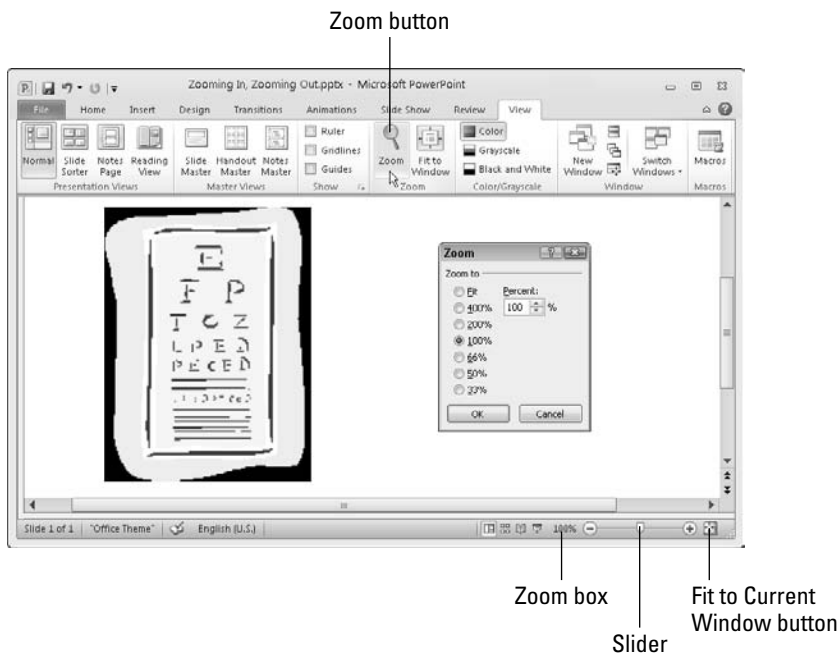 Zoom button
Zooming In, Zooming Out.pptx - Microsoft PowerPoint
File Home Insert Design Transitions Animations Slide Show Review View
Ruler Color
Gridlines Grayscale
Normal Slide Notes Reading Slide Handout Notes Zoom Fit to New Switch Macros
Sorter Page View Master Master Master Guides Window Black and White Window Windows
Presentation Views Master Views Show Zoom Color/Grayscale Window Macros
E
F P
T C Z
L P E D
P E C E D
Zoom
Zoom to
Fit Percent:
400% 100 %
200%
100%
66%
50%
33%
OK Cancel
Slide 1 of 1 "Office Theme" English (U.S.) 100%
Zoom box
Fit to Current
Window button
Slider